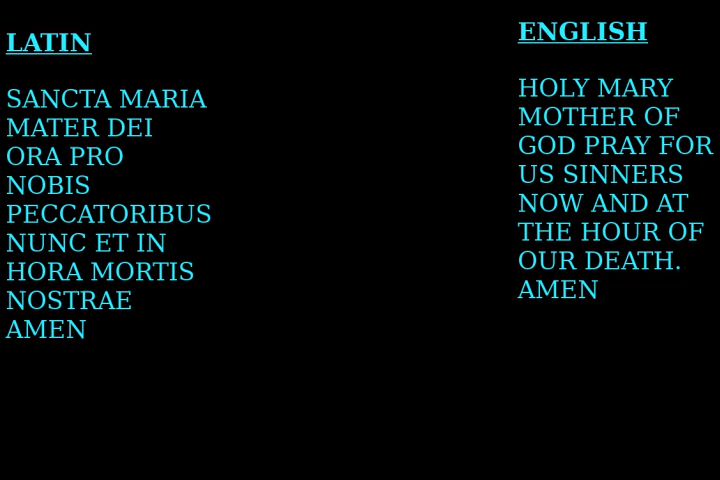 LATIN
SANCTA MARIA
MATER DEI
ORA PRO
NOBIS
PECCATORIBUS
NUNC ET IN
HORA MORTIS
NOSTRAE
AMEN
ENGLISH
HOLY MARY
MOTHER OF
GOD PRAY FOR
US SINNERS
NOW AND AT
THE HOUR OF
OUR DEATH.
AMEN